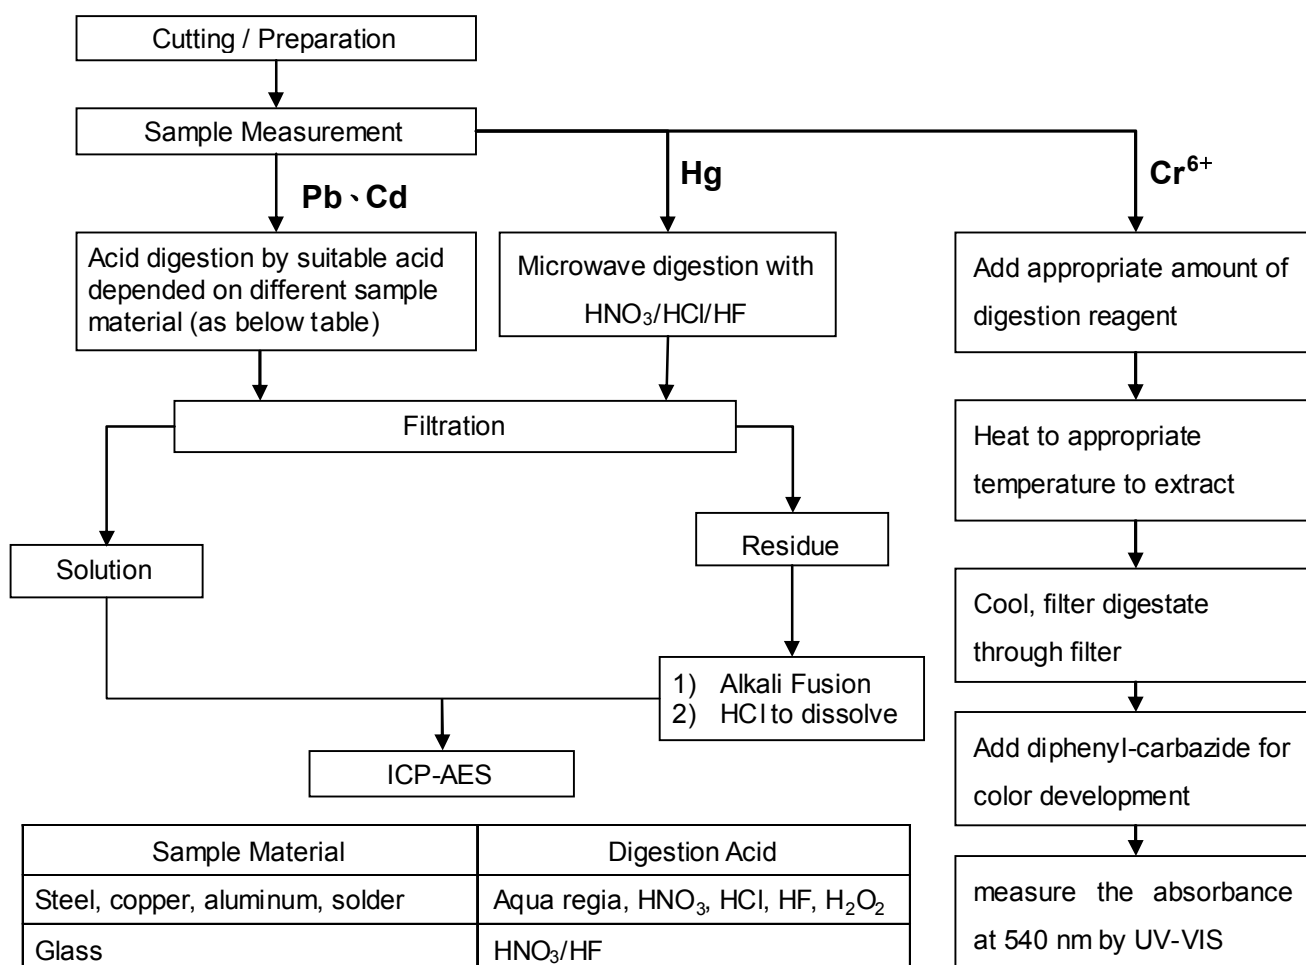 Cutting / Preparation
Sample Measurement
Pb、Cd
Hg
Cr⁶⁺
Acid digestion by suitable acid
depended on different sample
material (as below table)
Microwave digestion with
HNO₃/HCl/HF
Add appropriate amount of
digestion reagent
Filtration
Heat to appropriate
temperature to extract
Solution
Residue
Cool, filter digestate
through filter
1) Alkali Fusion
2) HCl to dissolve
ICP-AES
Add diphenyl-carbazide for
color development
measure the absorbance
at 540 nm by UV-VIS
Sample Material Digestion Acid
Steel, copper, aluminum, solder Aqua regia, HNO₃, HCl, HF, H₂O₂
Glass HNO₃/HF